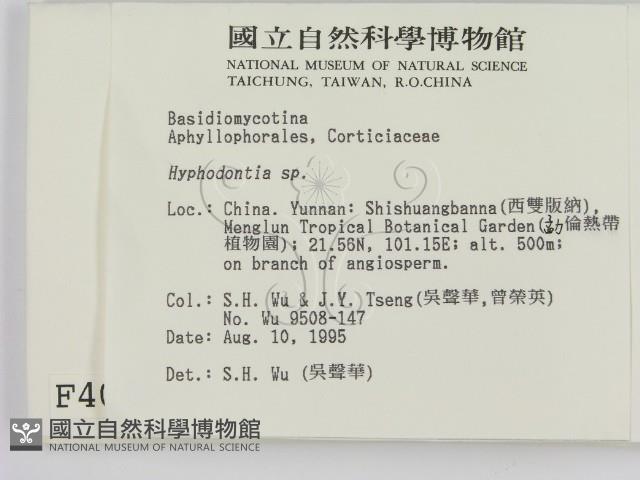 國立自然科學博物館
NATIONAL MUSEUM OF NATURAL SCIENCE
TAICHUNG, TAIWAN, R.O.CHINA
Basidiomycotina
Aphyllophorales, Corticiaceae
Hyphodontia sp.
Loc.: China. Yunnan: Shishuangbanna(西雙版納),
Menglun Tropical Botanical Garden(倫熱帶
植物園); 21.56N, 101.15E; alt. 500m;
on branch of angiosperm.
Col.: S.H. Wu & J.Y. Tseng(吳聲華,曾榮英)
No. Wu 9508-147
Date: Aug. 10, 1995
Det.: S.H. Wu (吳聲華)
F40
國立自然科學博物館
NATIONAL MUSEUM OF NATURAL SCIENCE